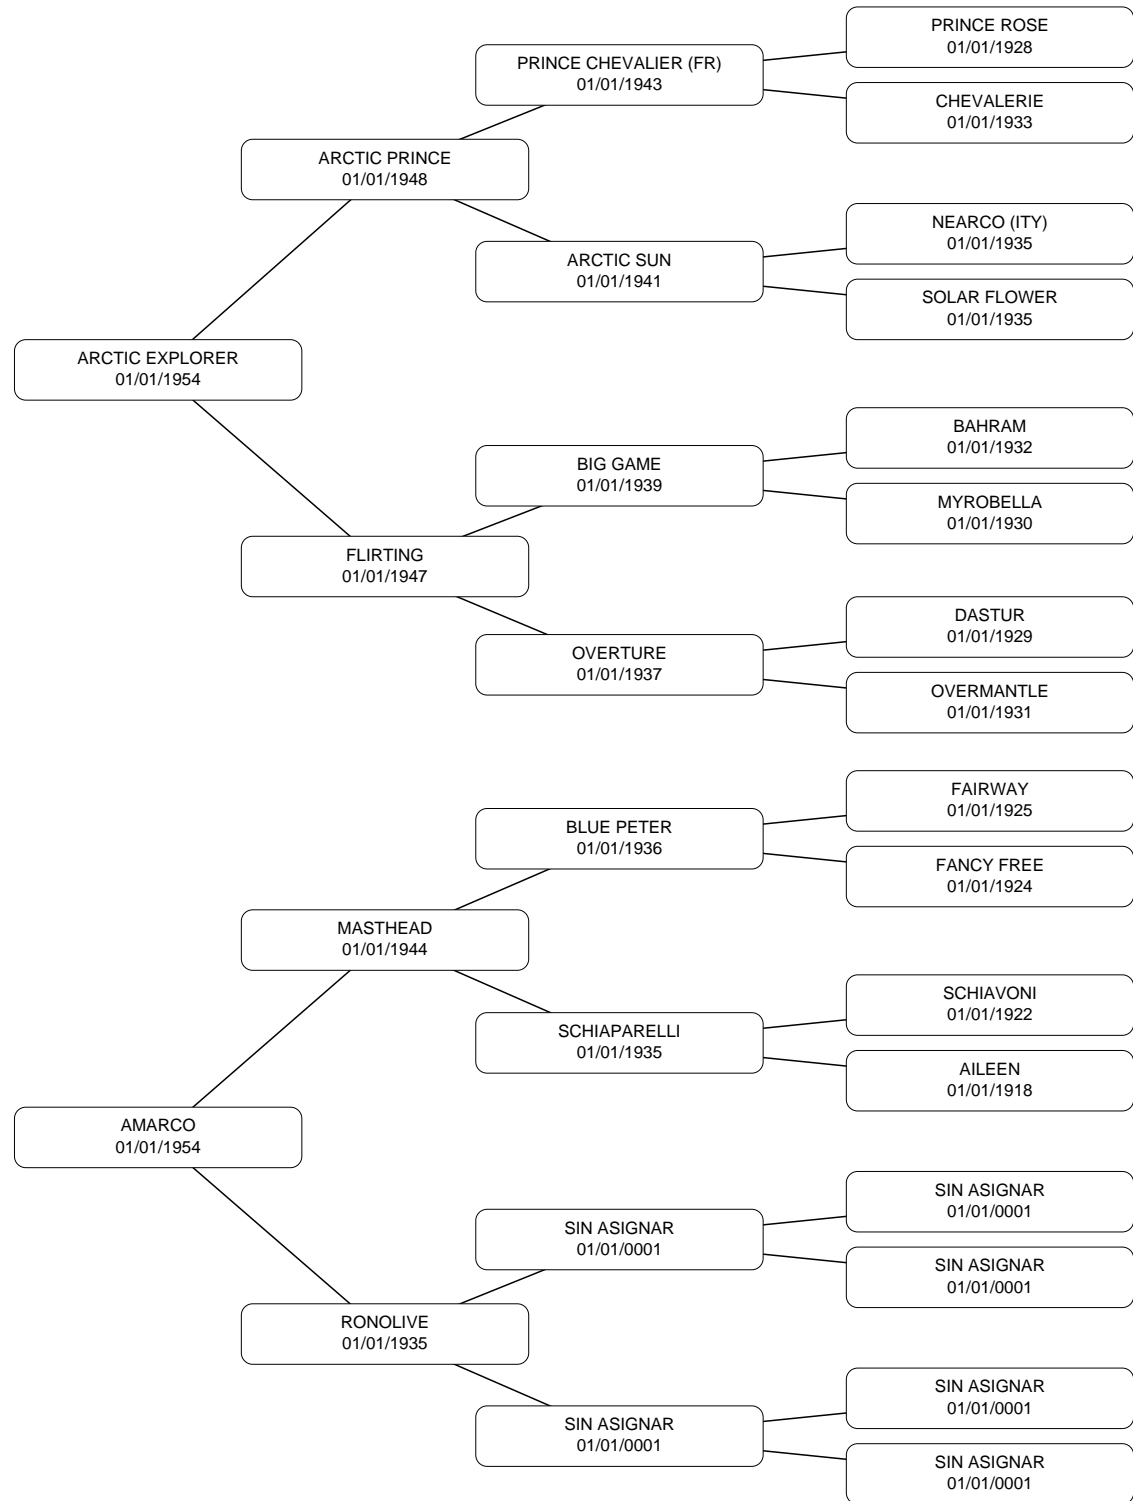 PRINCE ROSE
01/01/1928
PRINCE CHEVALIER (FR)
01/01/1943
CHEVALERIE
01/01/1933
ARCTIC PRINCE
01/01/1948
NEARCO (ITY)
01/01/1935
ARCTIC SUN
01/01/1941
SOLAR FLOWER
01/01/1935
ARCTIC EXPLORER
01/01/1954
BAHRAM
01/01/1932
BIG GAME
01/01/1939
MYROBELLA
01/01/1930
FLIRTING
01/01/1947
DASTUR
01/01/1929
OVERTURE
01/01/1937
OVERMANTLE
01/01/1931
FAIRWAY
01/01/1925
BLUE PETER
01/01/1936
FANCY FREE
01/01/1924
MASTHEAD
01/01/1944
SCHIAVONI
01/01/1922
SCHIAPARELLI
01/01/1935
AILEEN
01/01/1918
AMARCO
01/01/1954
SIN ASIGNAR
01/01/0001
SIN ASIGNAR
01/01/0001
SIN ASIGNAR
01/01/0001
RONOLIVE
01/01/1935
SIN ASIGNAR
01/01/0001
SIN ASIGNAR
01/01/0001
SIN ASIGNAR
01/01/0001